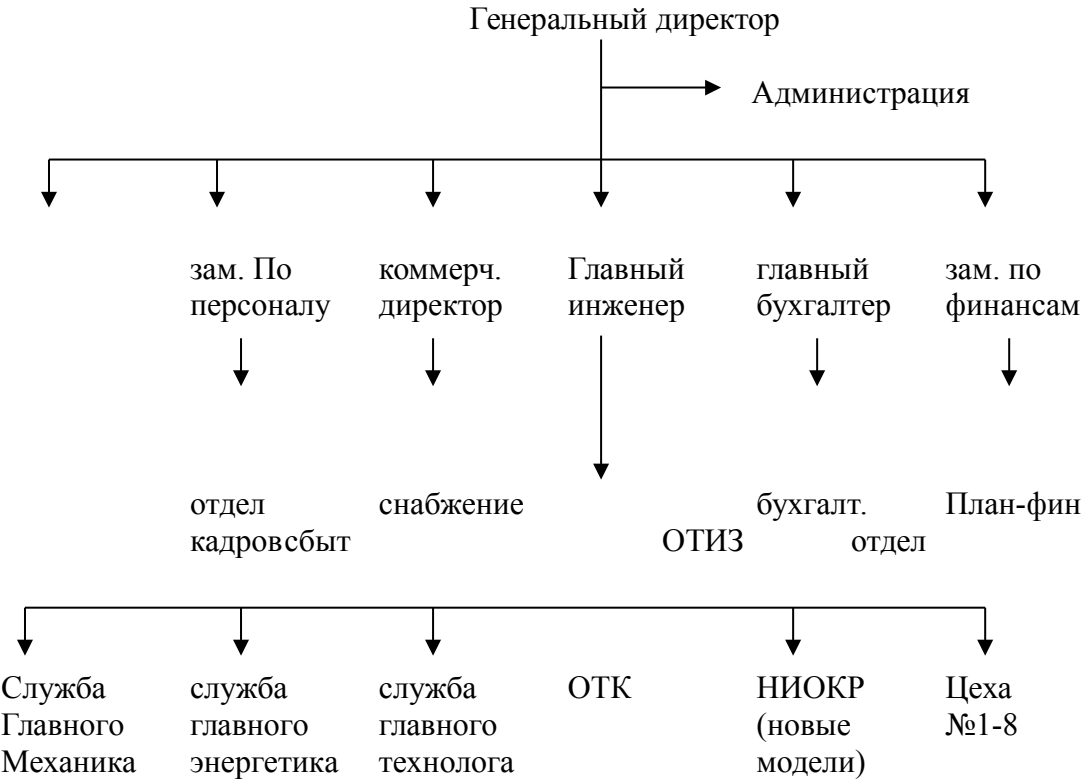 Генеральный директор
Администрация
зам. По коммерч. Главный главный зам. по
персоналу директор инженер бухгалтер финансам
отдел снабжение бухгалт. План-фин
кадровсбыт ОТИЗ отдел
Служба служба служба ОТК НИОКР Цеха
Главного главного главного (новые №1-8
Механика энергетика технолога модели)